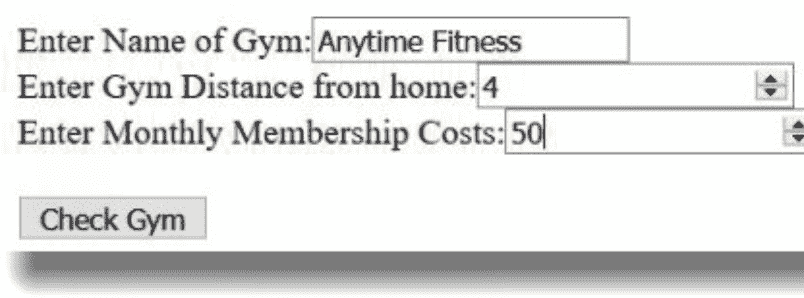 Enter Name of Gym: Anytime Fitness
Enter Gym Distance from home: 4
Enter Monthly Membership Costs: 50
Check Gym